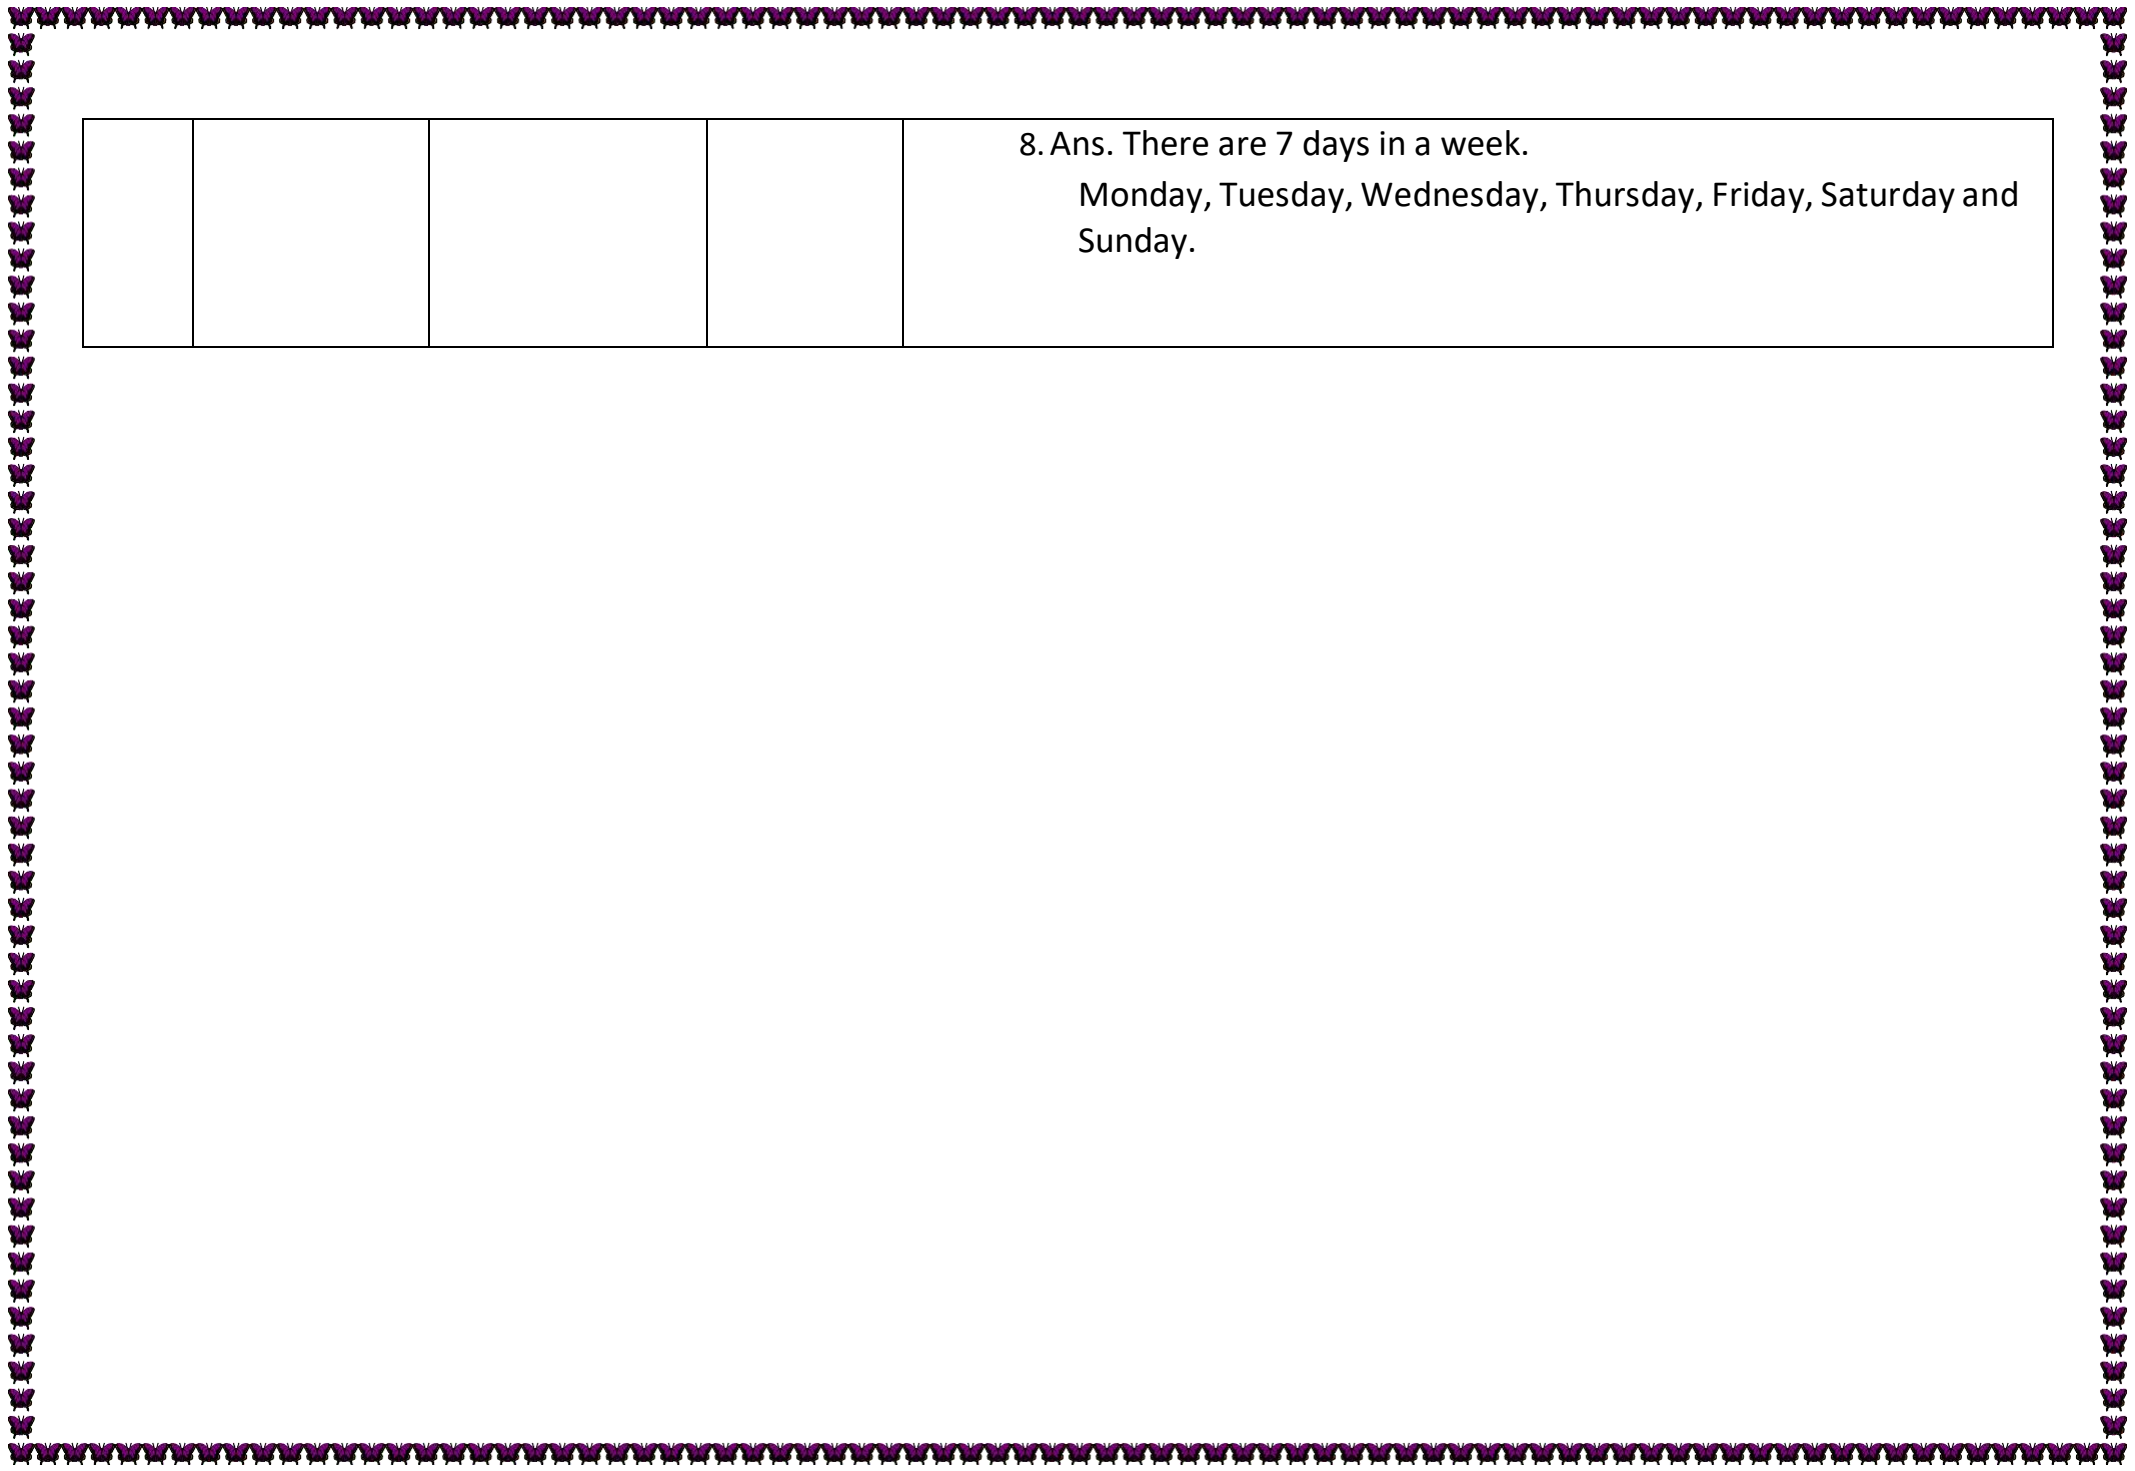 8. Ans. There are 7 days in a week.
Monday, Tuesday, Wednesday, Thursday, Friday, Saturday and
Sunday.